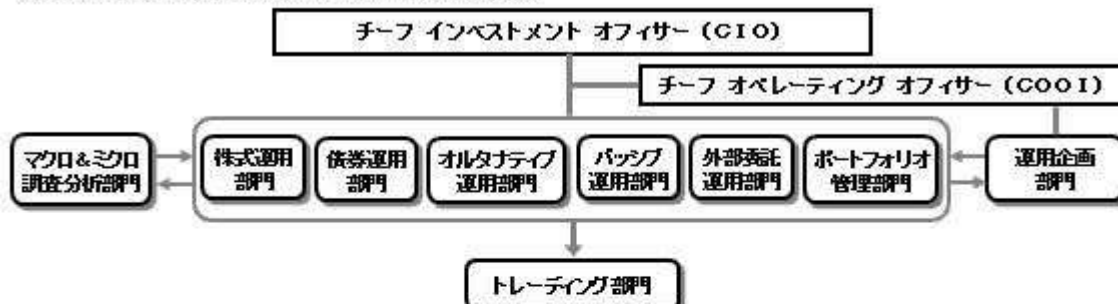 チーフ インベストメント オフィサー (CIO)
チーフ オペレーティング オフィサー (COOI)
マクロ&ミクロ
調査分析部門
株式運用
部門
債券運用
部門
オルタナティブ
運用部門
パッシブ
運用部門
外部委託
運用部門
ポートフォリオ
管理部門
運用企画
部門
トレーディング部門